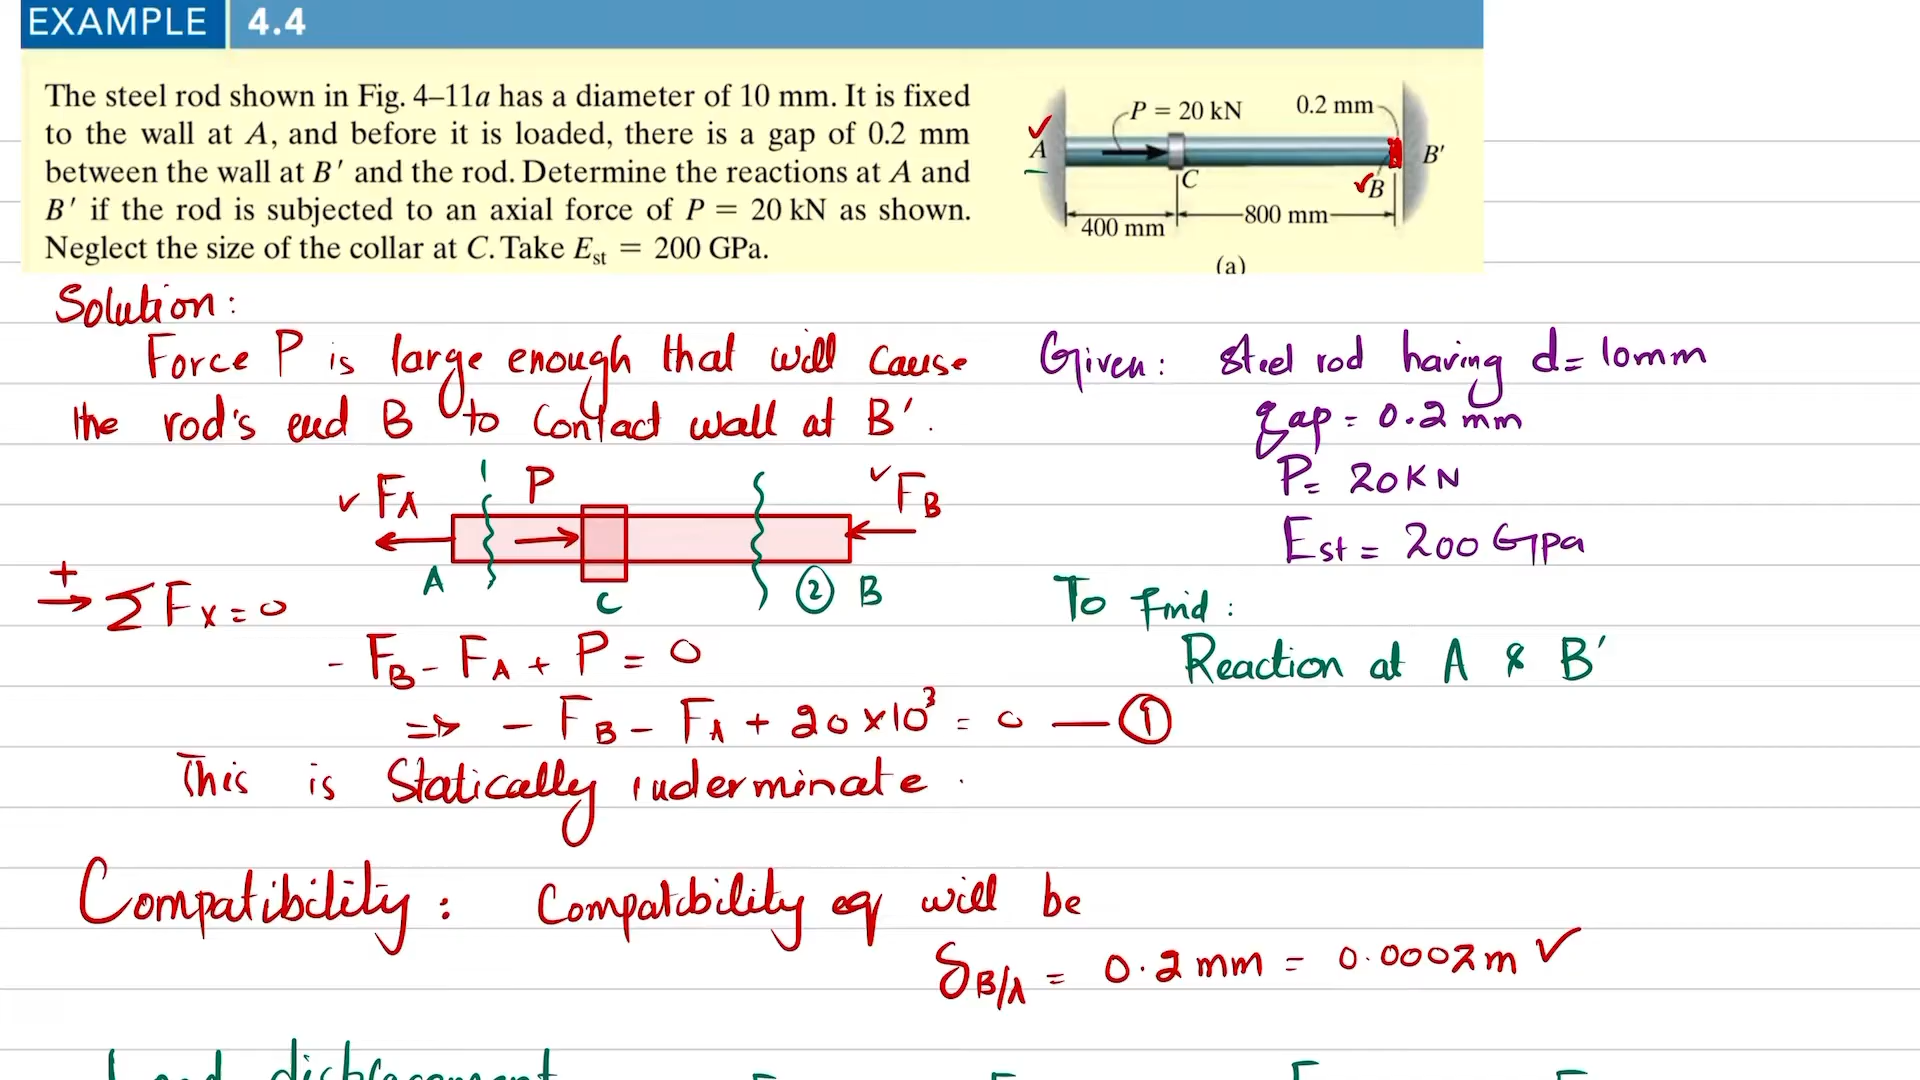 EXAMPLE 4.4
The steel rod shown in Fig. 4–11a has a diameter of 10 mm. It is fixed
to the wall at A, and before it is loaded, there is a gap of 0.2 mm
between the wall at B′ and the rod. Determine the reactions at A and
B′ if the rod is subjected to an axial force of P = 20 kN as shown.
Neglect the size of the collar at C. Take Est = 200 GPa.
P = 20 kN
0.2 mm
A
B′
C
B
800 mm
400 mm
(a)
Solution:
Force P is large enough that will cause
the rod's end B to contact wall at B'.
Given: steel rod having d= 10mm
gap = 0.2 mm
P= 20KN
Est = 200 Gpa
FA P FB
A C ② B
+→ ΣFx = 0
- FB - FA + P = 0
=> - FB - FA + 20×10³ = 0 — ①
This is Statically inderminate.
To find:
Reaction at A & B'
Compatibility: Compatibility eq will be
δB/A = 0.2 mm = 0.0002m ✓
Load displacement